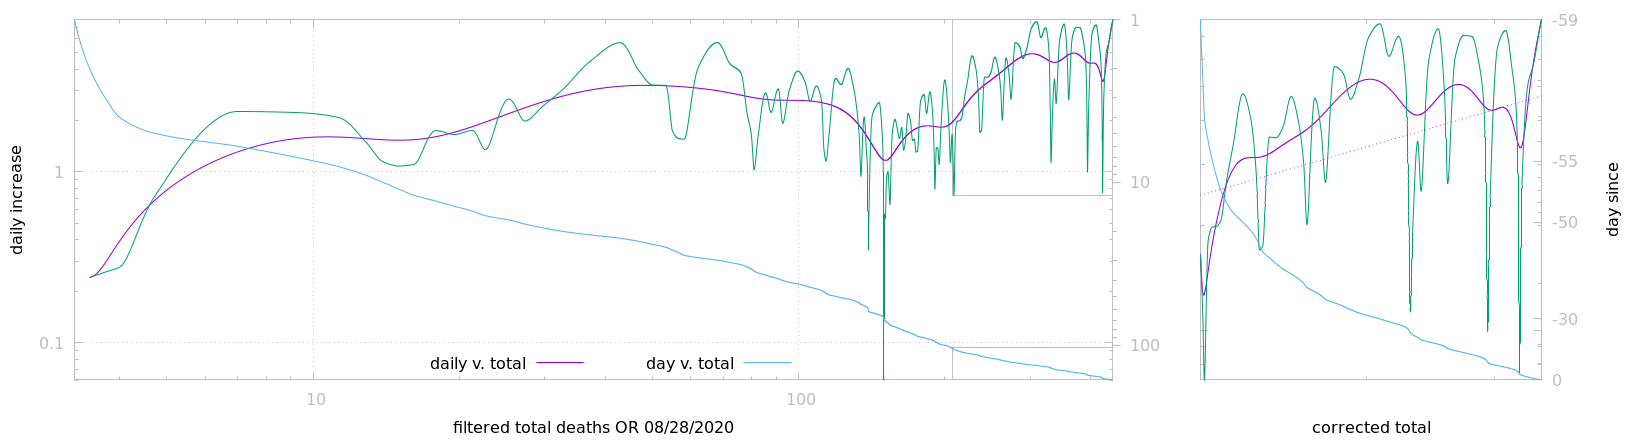 daily increase
1
0.1
10
100
1
10
100
daily v. total
day v. total
filtered total deaths OR 08/28/2020
-59
-55
-50
-30
0
day since
corrected total